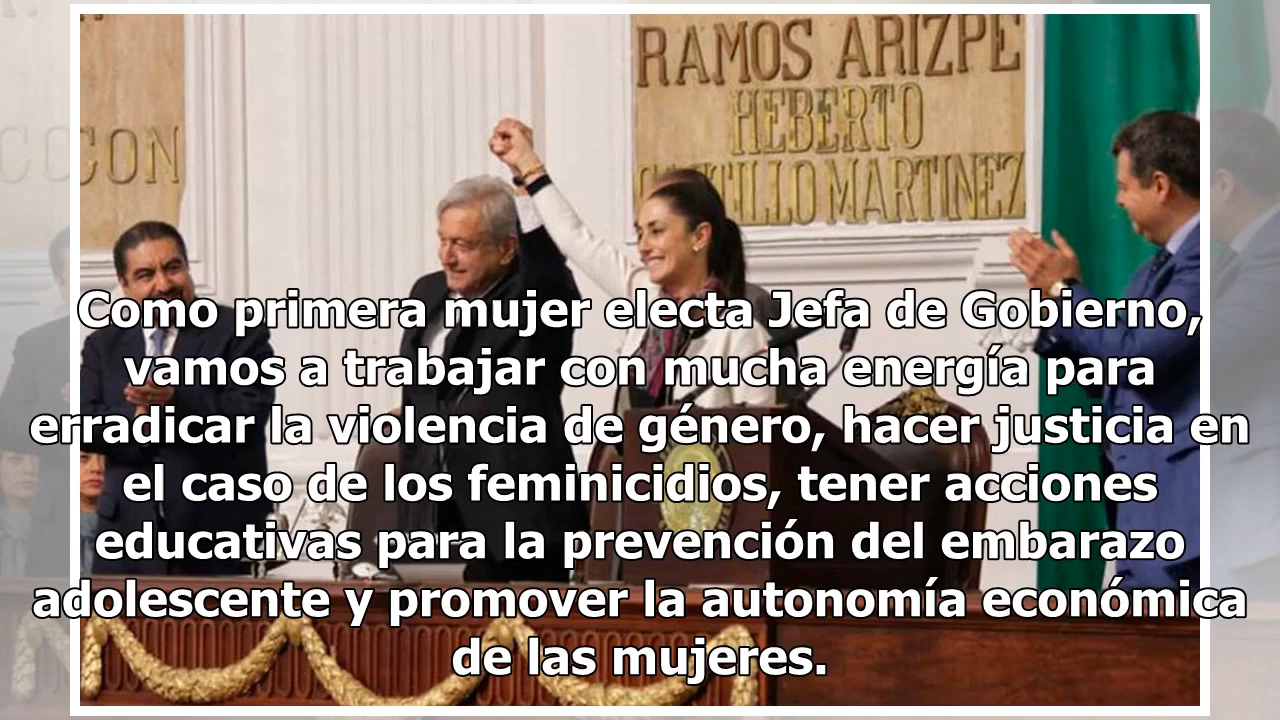 CCON
RAMOS ARIZPE
HEBERTO
CASTILLO MARTINEZ
Como primera mujer electa Jefa de Gobierno,
vamos a trabajar con mucha energía para
erradicar la violencia de género, hacer justicia en
el caso de los feminicidios, tener acciones
educativas para la prevención del embarazo
adolescente y promover la autonomía económica
de las mujeres.